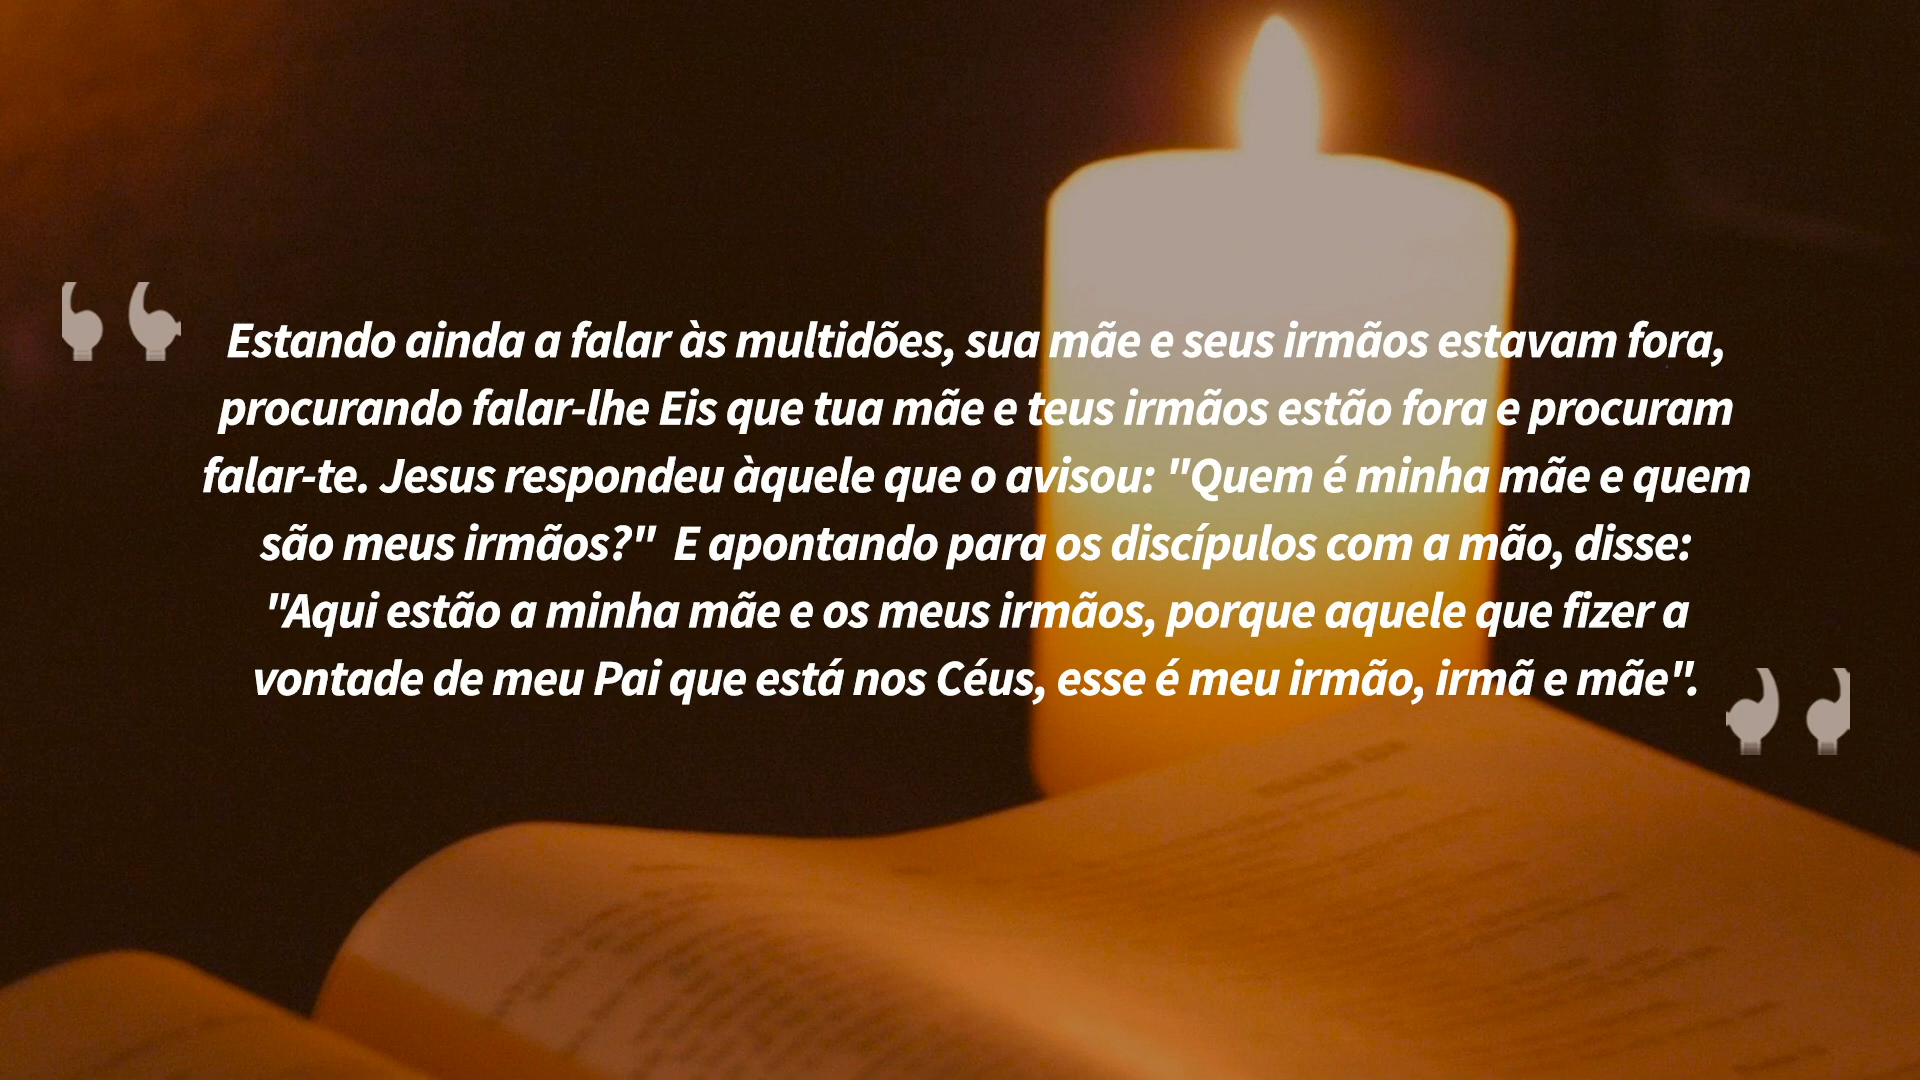 Estando ainda a falar às multidões, sua mãe e seus irmãos estavam fora,
procurando falar-lhe Eis que tua mãe e teus irmãos estão fora e procuram
falar-te. Jesus respondeu àquele que o avisou: "Quem é minha mãe e quem
são meus irmãos?"  E apontando para os discípulos com a mão, disse:
"Aqui estão a minha mãe e os meus irmãos, porque aquele que fizer a
vontade de meu Pai que está nos Céus, esse é meu irmão, irmã e mãe".